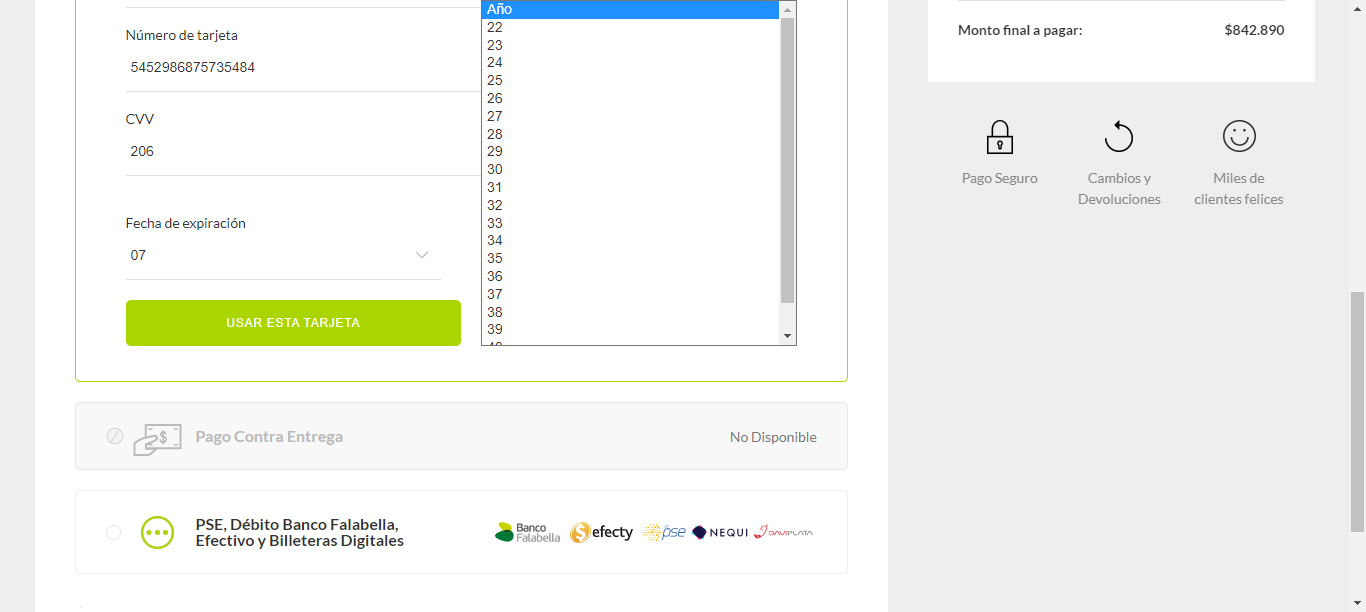 Año
22
23
24
25
26
27
28
29
30
31
32
33
34
35
36
37
38
39
Número de tarjeta
5452986875735484
CVV
206
Fecha de expiración
07
USAR ESTA TARJETA
Pago Contra Entrega
No Disponible
PSE, Débito Banco Falabella,
Efectivo y Billeteras Digitales
Banco
Falabella
efecty
pse
NEQUI
DAVIPLATA
Monto final a pagar:
$842.890
Pago Seguro
Cambios y
Devoluciones
Miles de
clientes felices